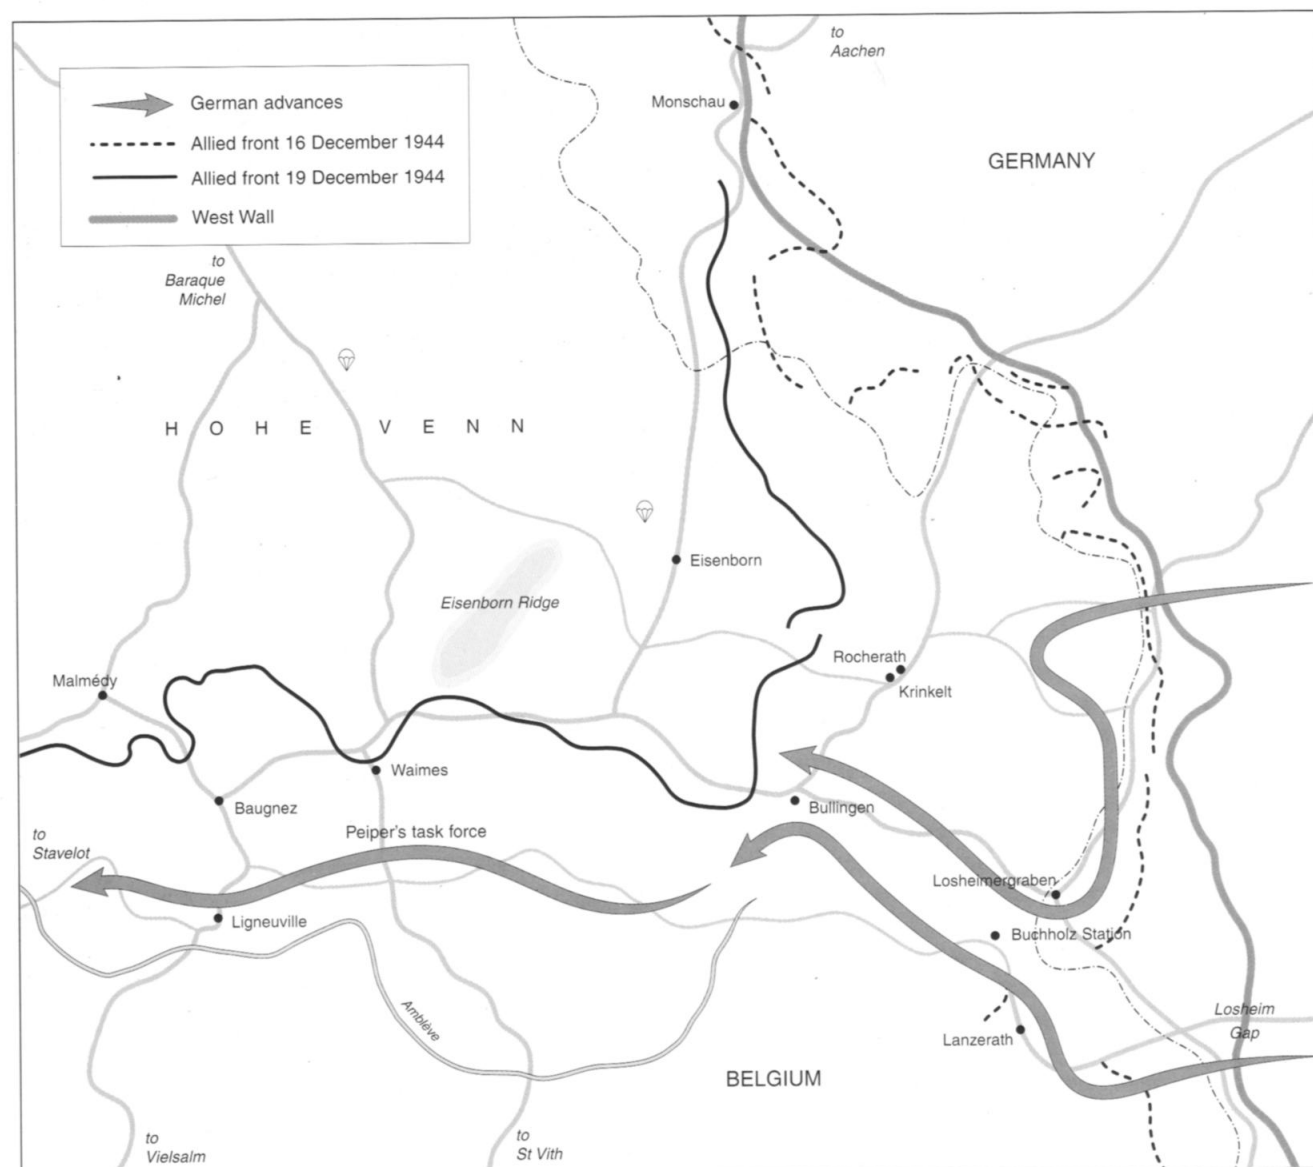 to
Aachen
German advances
Allied front 16 December 1944
Allied front 19 December 1944
West Wall
Monschau
GERMANY
to
Baraque
Michel
HOHE VENN
Eisenborn
Eisenborn Ridge
Rocherath
Krinkelt
Malmédy
Waimes
Baugnez
Bullingen
to
Stavelot
Peiper's task force
Losheimergraben
Ligneuville
Buchholz Station
Amblève
Losheim
Gap
Lanzerath
BELGIUM
to
Vielsalm
to
St Vith